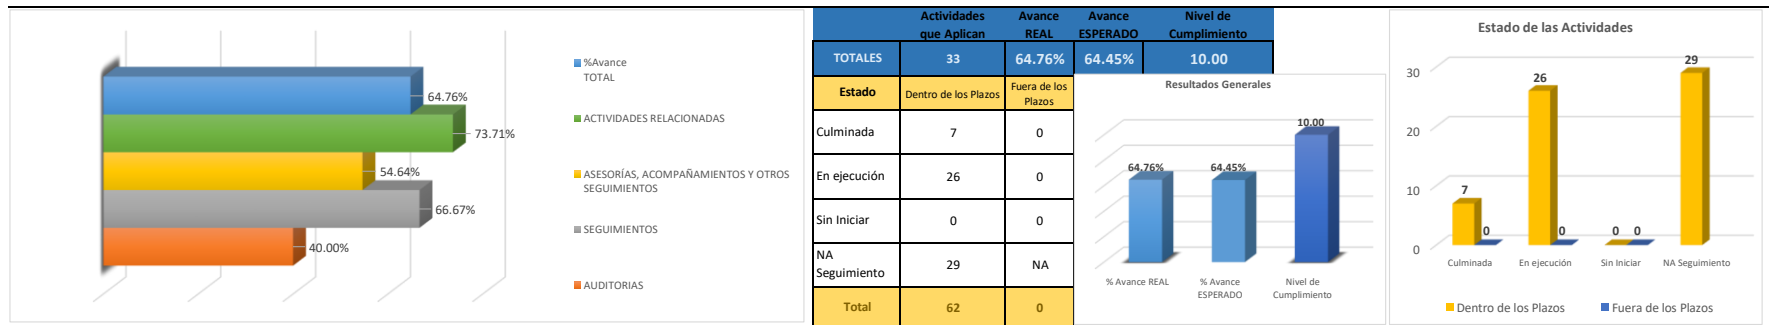 64.76%
73.71%
54.64%
66.67%
40.00%
%Avance
TOTAL
ACTIVIDADES RELACIONADAS
ASESORÍAS, ACOMPAÑAMIENTOS Y OTROS
SEGUIMIENTOS
SEGUIMIENTOS
AUDITORIAS
Actividades que Aplican Avance REAL Avance ESPERADO Nivel de Cumplimiento
TOTALES 33 64.76% 64.45% 10.00
Estado Dentro de los Plazos Fuera de los Plazos
Culminada 7 0
En ejecución 26 0
Sin Iniciar 0 0
NA Seguimiento 29 NA
Total 62 0
Resultados Generales
64.76% 64.45% 10.00
% Avance REAL % Avance ESPERADO Nivel de Cumplimiento
Estado de las Actividades
30
20
10
0
7 0 26 0 0 0 29
Culminada En ejecución Sin Iniciar NA Seguimiento
Dentro de los Plazos Fuera de los Plazos